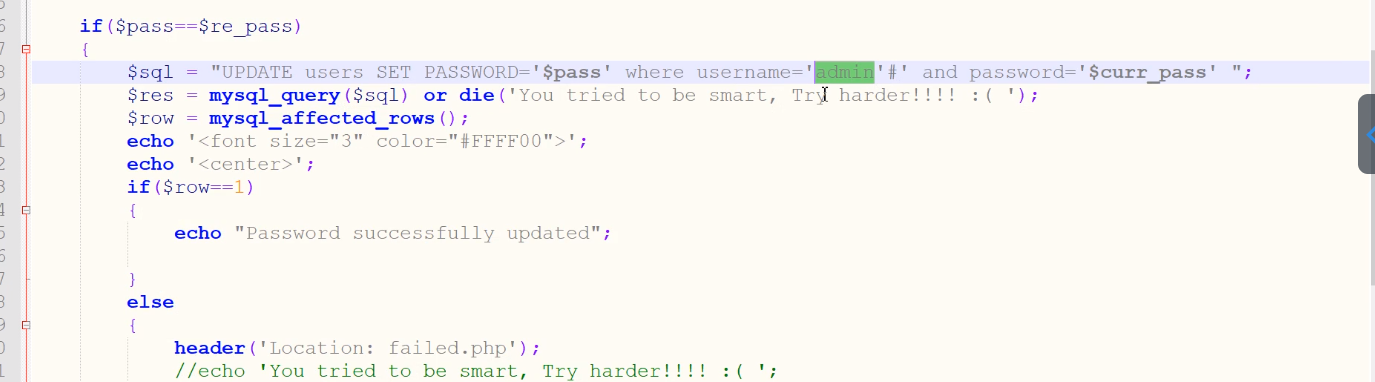 if($pass==$re_pass)
{
$sql = "UPDATE users SET PASSWORD='$pass' where username='admin'#' and password='$curr_pass' ";
$res = mysql_query($sql) or die('You tried to be smart, Try harder!!!! :( ');
$row = mysql_affected_rows();
echo '<font size="3" color="#FFFF00">';
echo '<center>';
if($row==1)
{
echo "Password successfully updated";
}
else
{
header('Location: failed.php');
//echo 'You tried to be smart, Try harder!!!! :( ';